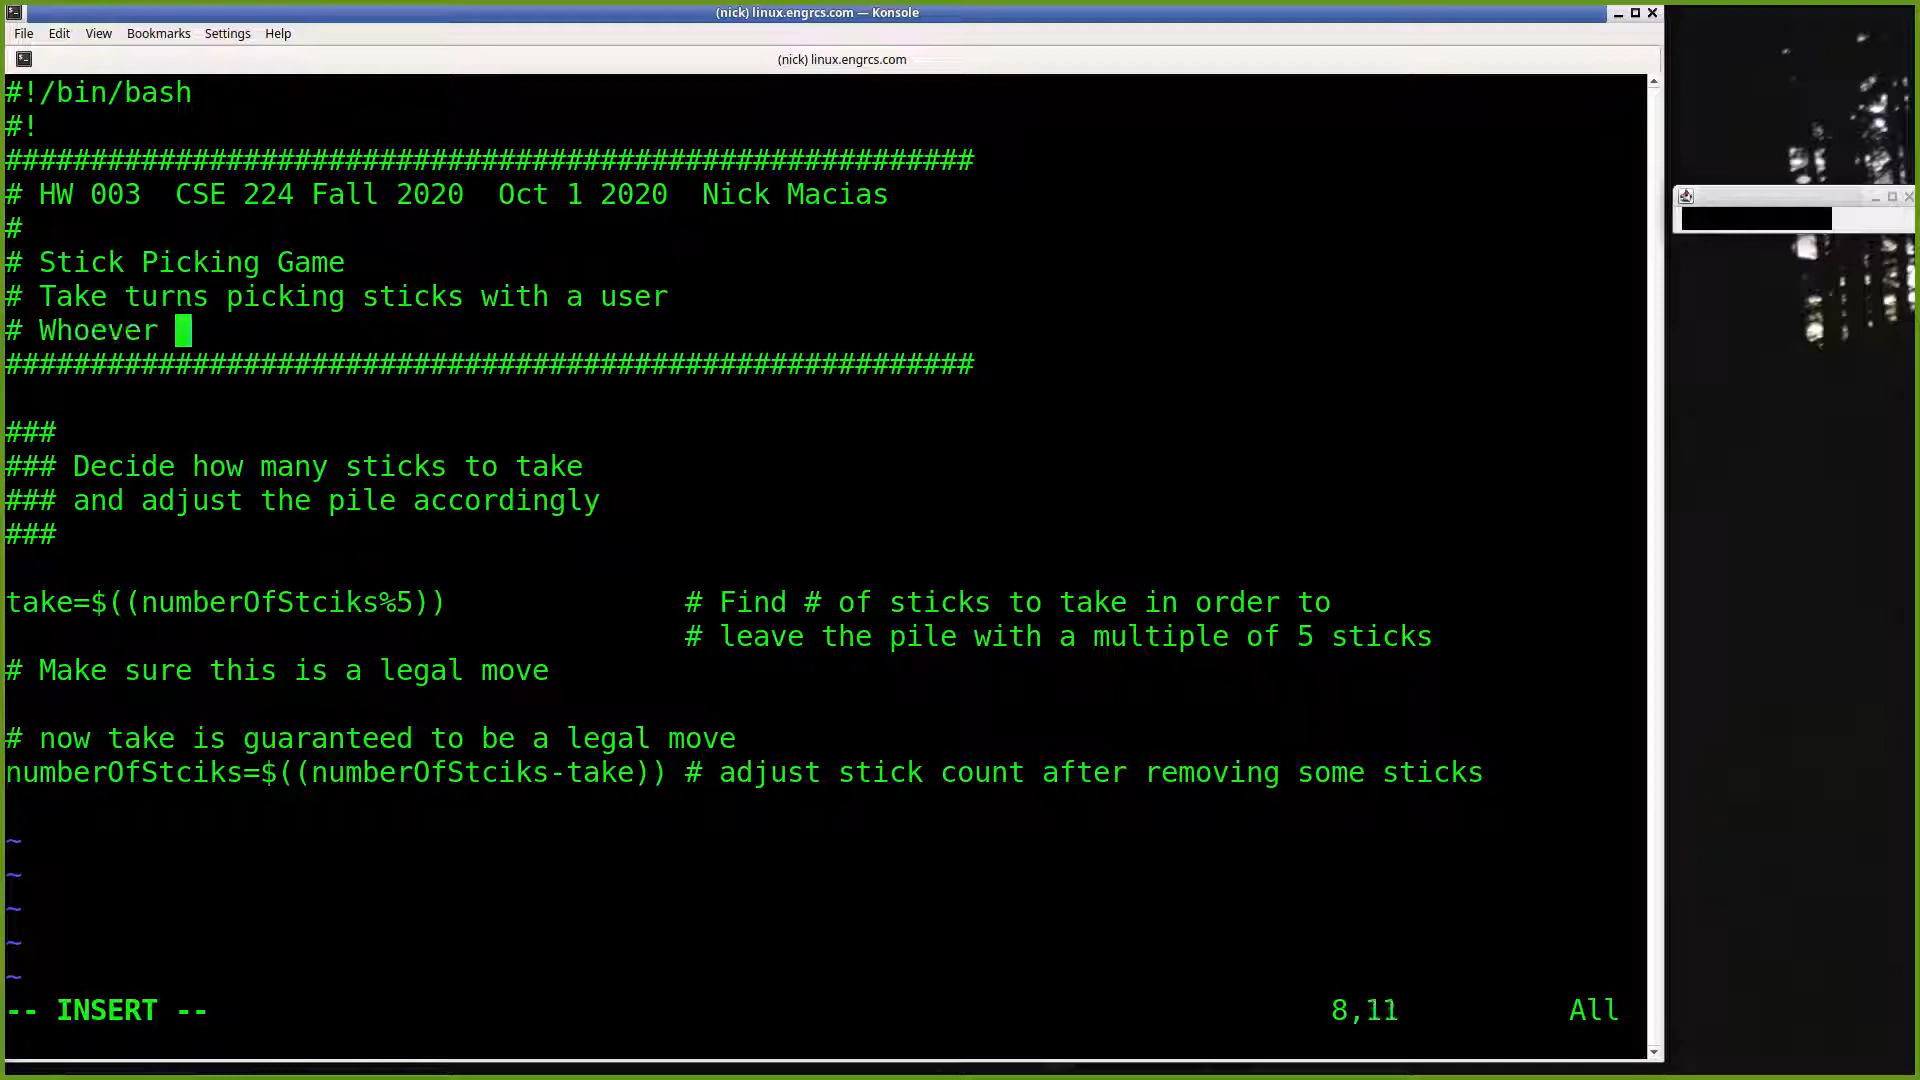 (nick) linux.engrcs.com — Konsole
File Edit View Bookmarks Settings Help
(nick) linux.engrcs.com
#!/bin/bash
#!
#########################################################
# HW 003  CSE 224 Fall 2020  Oct 1 2020  Nick Macias
#
# Stick Picking Game
# Take turns picking sticks with a user
# Whoever
#########################################################
###
### Decide how many sticks to take
### and adjust the pile accordingly
###
take=$((numberOfStciks%5))              # Find # of sticks to take in order to
                                        # leave the pile with a multiple of 5 sticks
# Make sure this is a legal move
# now take is guaranteed to be a legal move
numberOfStciks=$((numberOfStciks-take)) # adjust stick count after removing some sticks
~
~
~
~
~
-- INSERT --                                                                  8,11          All